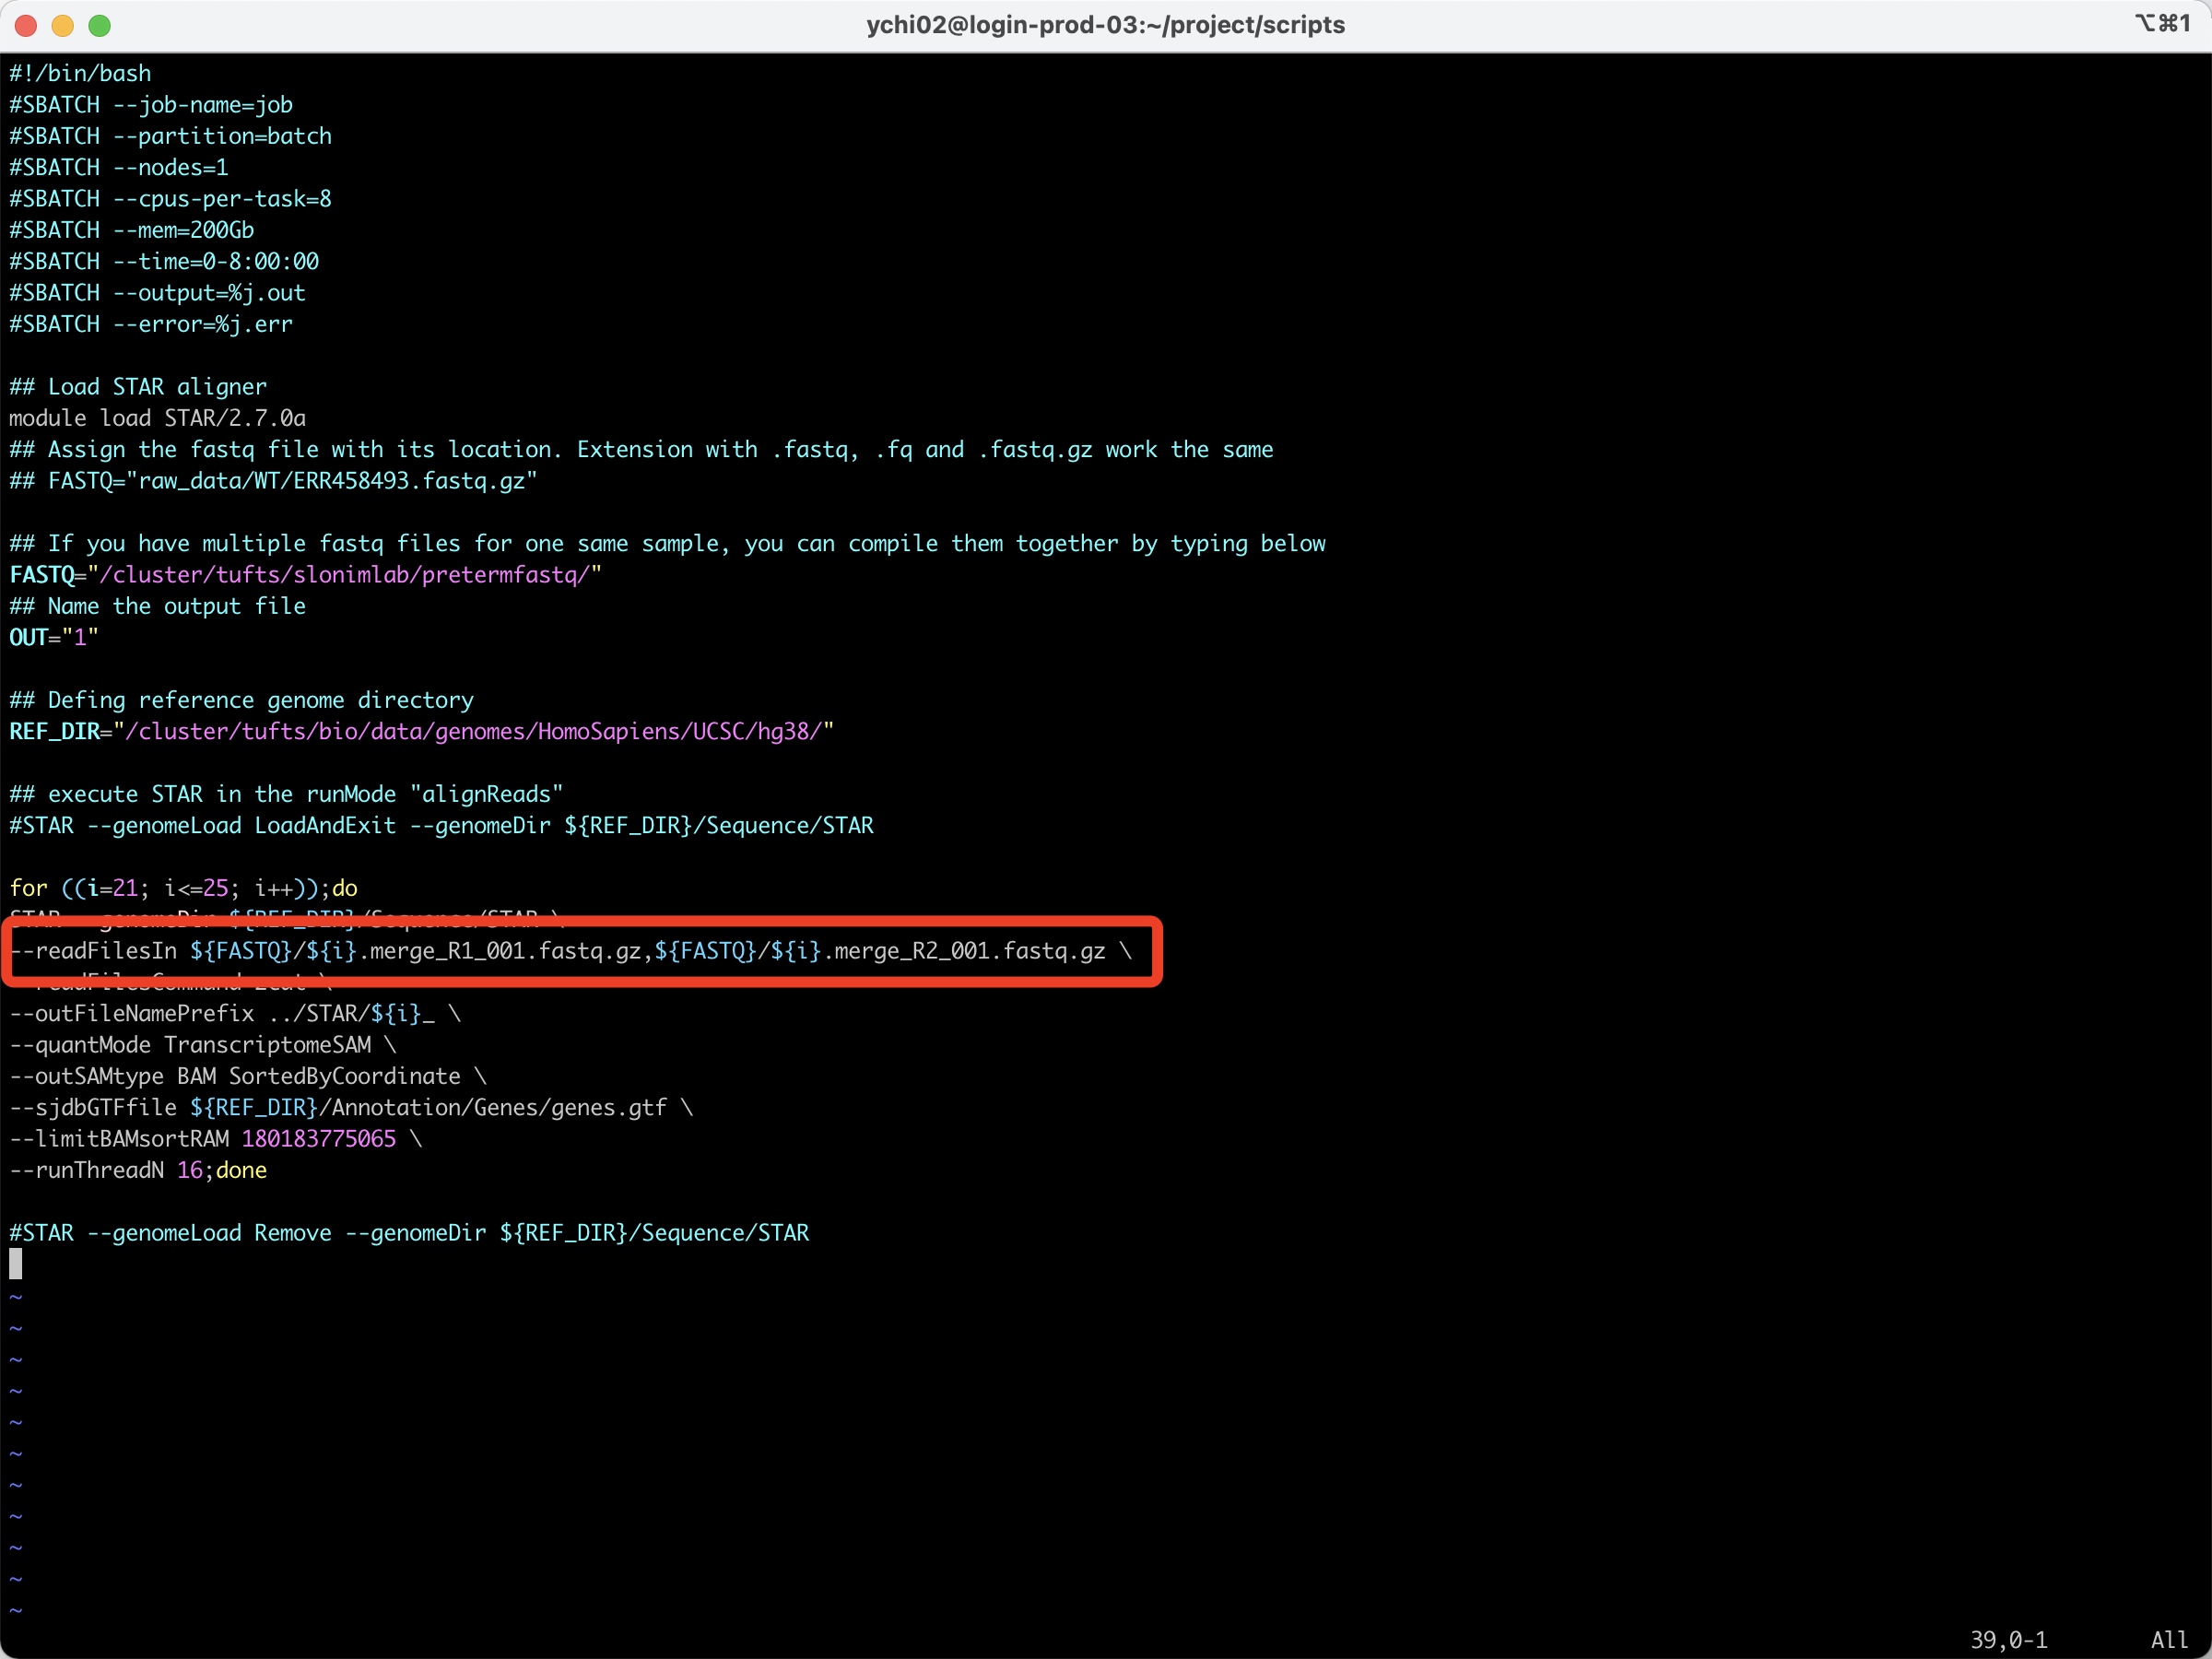 ychi02@login-prod-03:~/project/scripts
⌥⌘1
#!/bin/bash
#SBATCH --job-name=job
#SBATCH --partition=batch
#SBATCH --nodes=1
#SBATCH --cpus-per-task=8
#SBATCH --mem=200Gb
#SBATCH --time=0-8:00:00
#SBATCH --output=%j.out
#SBATCH --error=%j.err
## Load STAR aligner
module load STAR/2.7.0a
## Assign the fastq file with its location. Extension with .fastq, .fq and .fastq.gz work the same
## FASTQ="raw_data/WT/ERR458493.fastq.gz"
## If you have multiple fastq files for one same sample, you can compile them together by typing below
FASTQ="/cluster/tufts/slonimlab/pretermfastq/"
## Name the output file
OUT="1"
## Defing reference genome directory
REF_DIR="/cluster/tufts/bio/data/genomes/HomoSapiens/UCSC/hg38/"
## execute STAR in the runMode "alignReads"
#STAR --genomeLoad LoadAndExit --genomeDir ${REF_DIR}/Sequence/STAR
for ((i=21; i<=25; i++));do
STAR --genomeDir ${REF_DIR}/Sequence/STAR \
--readFilesIn ${FASTQ}/${i}.merge_R1_001.fastq.gz,${FASTQ}/${i}.merge_R2_001.fastq.gz \
--readFilesCommand zcat \
--outFileNamePrefix ../STAR/${i}_ \
--quantMode TranscriptomeSAM \
--outSAMtype BAM SortedByCoordinate \
--sjdbGTFfile ${REF_DIR}/Annotation/Genes/genes.gtf \
--limitBAMsortRAM 180183775065 \
--runThreadN 16;done
#STAR --genomeLoad Remove --genomeDir ${REF_DIR}/Sequence/STAR
~
~
~
~
~
~
~
~
~
~
~
39,0-1 All